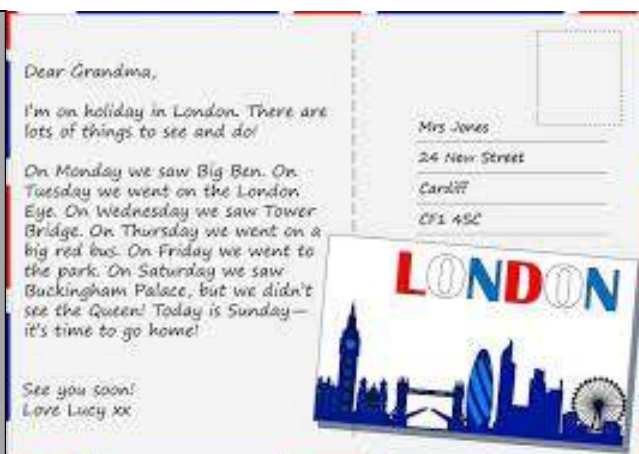 Dear Grandma,
I'm on holiday in London. There are
lots of things to see and do!
On Monday we saw Big Ben. On
Tuesday we went on the London
Eye. On Wednesday we saw Tower
Bridge. On Thursday we went on a
big red bus. On Friday we went to
the park. On Saturday we saw
Buckingham Palace, but we didn't
see the Queen! Today is Sunday—
it's time to go home!
See you soon!
Love Lucy xx
Mrs Jones
24 New Street
Cardiff
CF1 4SC
LONDON